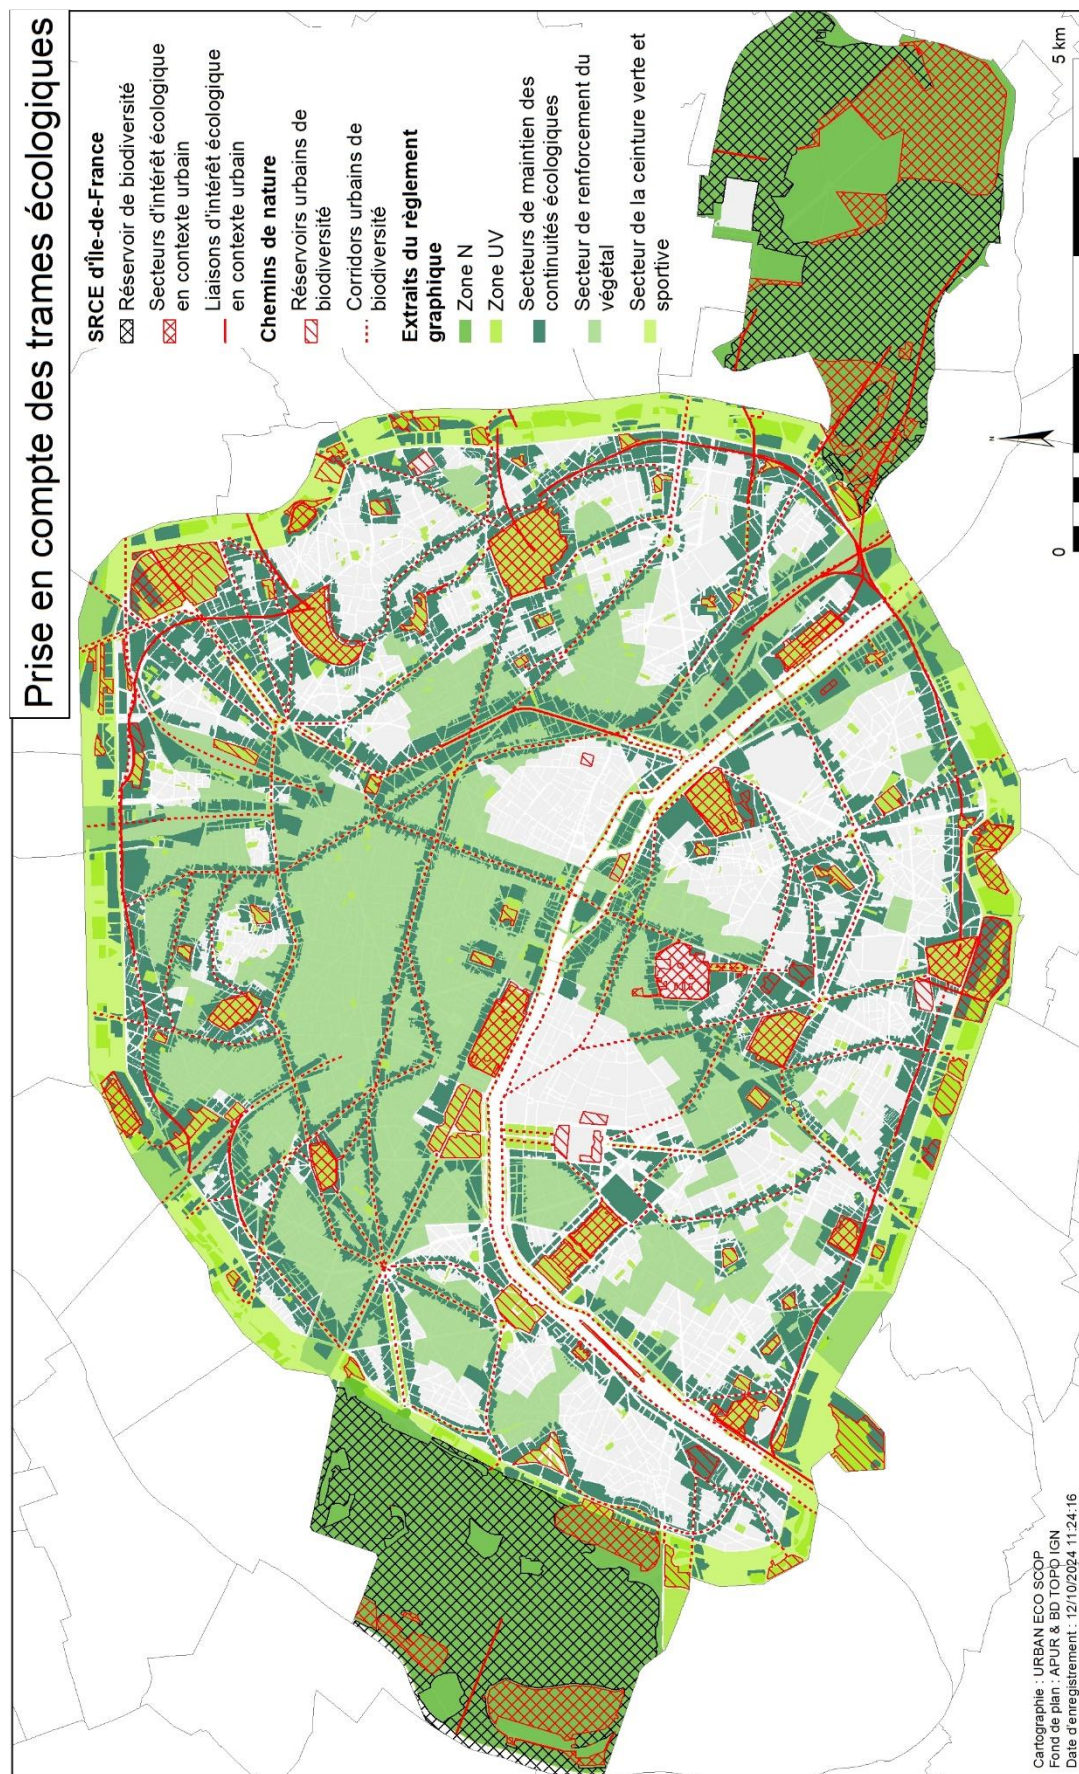 Prise en compte des trames écologiques
SRCE d'Île-de-France
Réservoir de biodiversité
Secteurs d'intérêt écologique
en contexte urbain
Liaisons d'intérêt écologique
en contexte urbain
Chemins de nature
Réservoirs urbains de
biodiversité
Corridors urbains de
biodiversité
Extraits du règlement
graphique
Zone N
Zone UV
Secteurs de maintien des
continuités écologiques
Secteur de renforcement du
végétal
Secteur de la ceinture verte et
sportive
N
0
5 km
Cartographie : URBAN ECO SCOP
Fond de plan : APUR & BD TOPO IGN
Date d'enregistrement : 12/10/2024 11:24:16